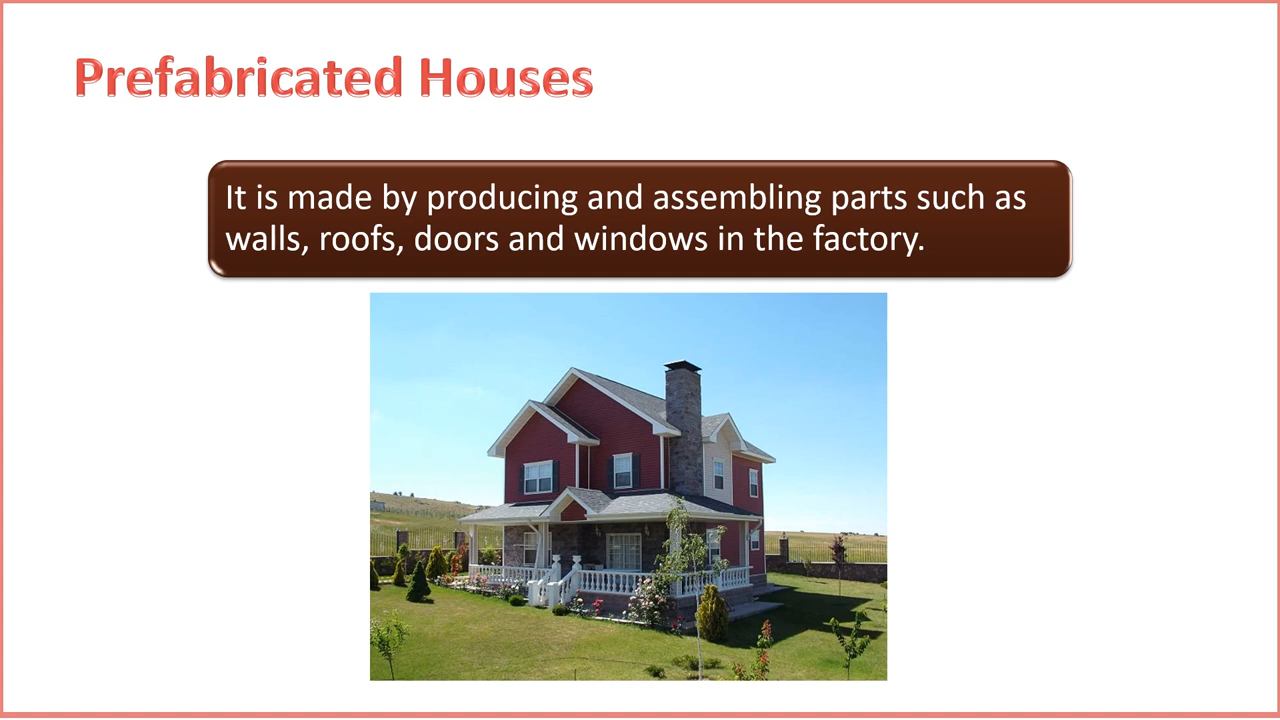 Prefabricated Houses
It is made by producing and assembling parts such as
walls, roofs, doors and windows in the factory.